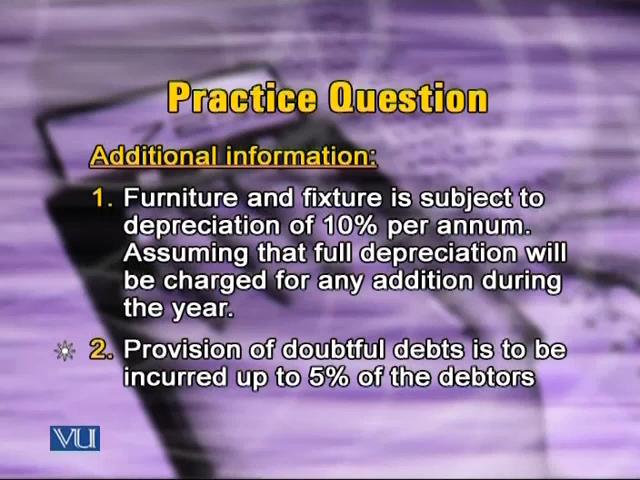 Practice Question
Additional information:
1. Furniture and fixture is subject to
depreciation of 10% per annum.
Assuming that full depreciation will
be charged for any addition during
the year.
2. Provision of doubtful debts is to be
incurred up to 5% of the debtors
VU